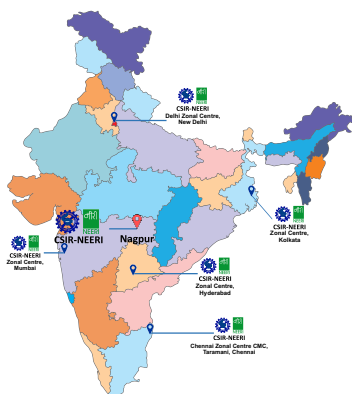 CSIR-NEERI
Delhi Zonal Centre,
New Delhi
NEERI
CSIR-NEERI
Nagpur
CSIR-NEERI
Zonal Centre,
Mumbai
CSIR-NEERI
Zonal Centre,
Kolkata
CSIR-NEERI
Zonal Centre,
Hyderabad
CSIR-NEERI
Chennai Zonal Centre CMC,
Taramani, Chennai